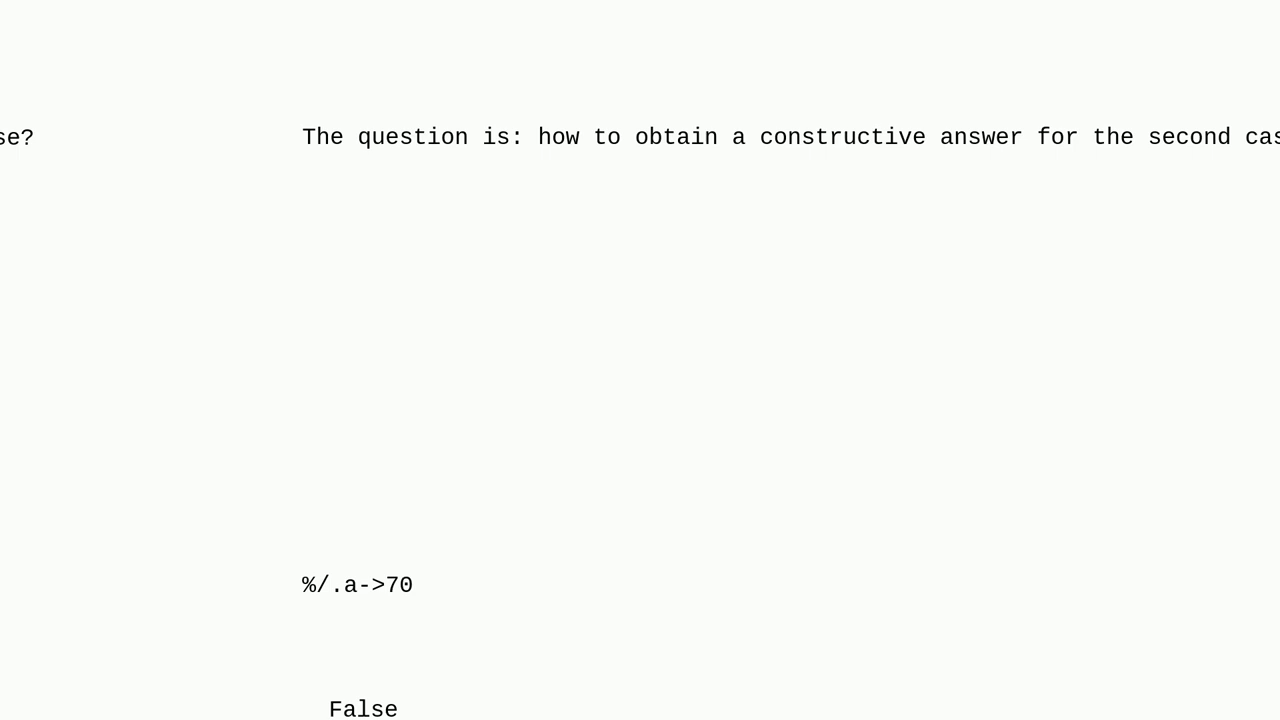 se?
The question is: how to obtain a constructive answer for the second cas
%/.a->70
False